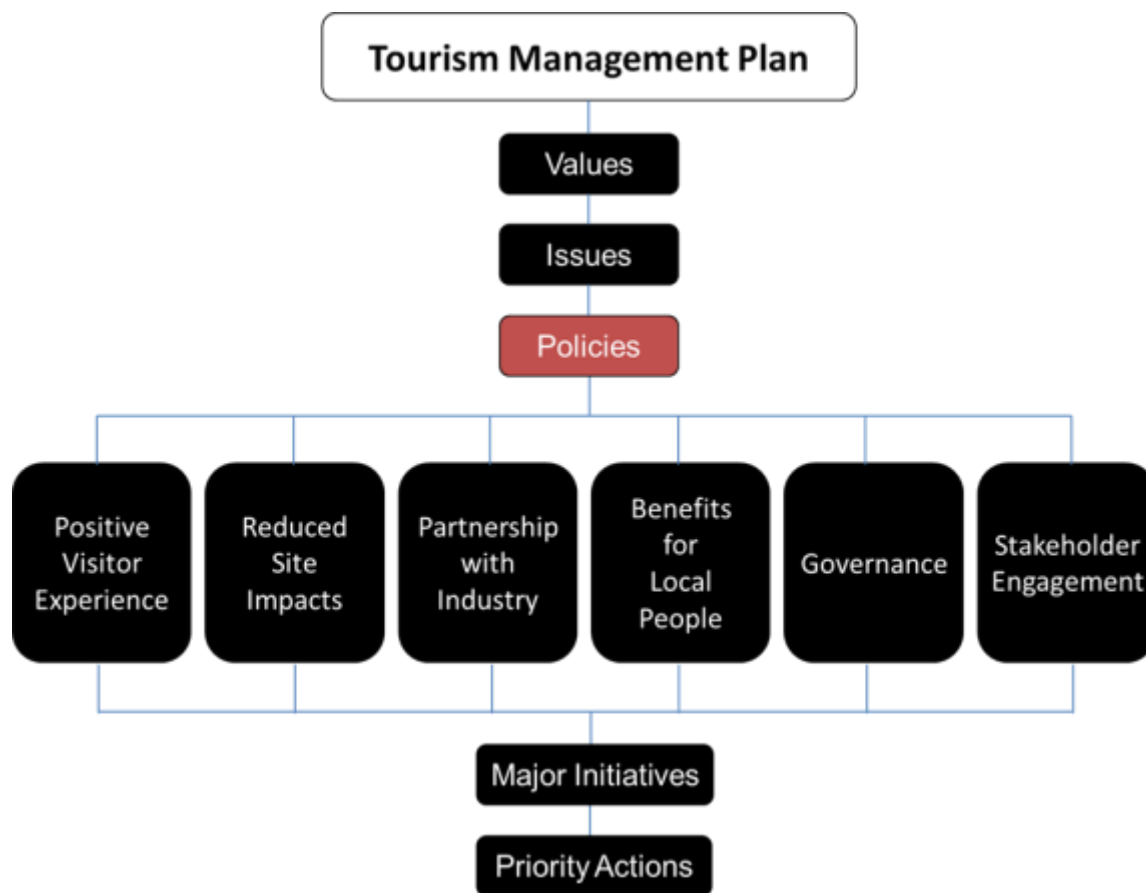 Tourism Management Plan
Values
Issues
Policies
Positive
Visitor
Experience
Reduced
Site
Impacts
Partnership
with
Industry
Benefits
for
Local
People
Governance
Stakeholder
Engagement
Major Initiatives
Priority Actions